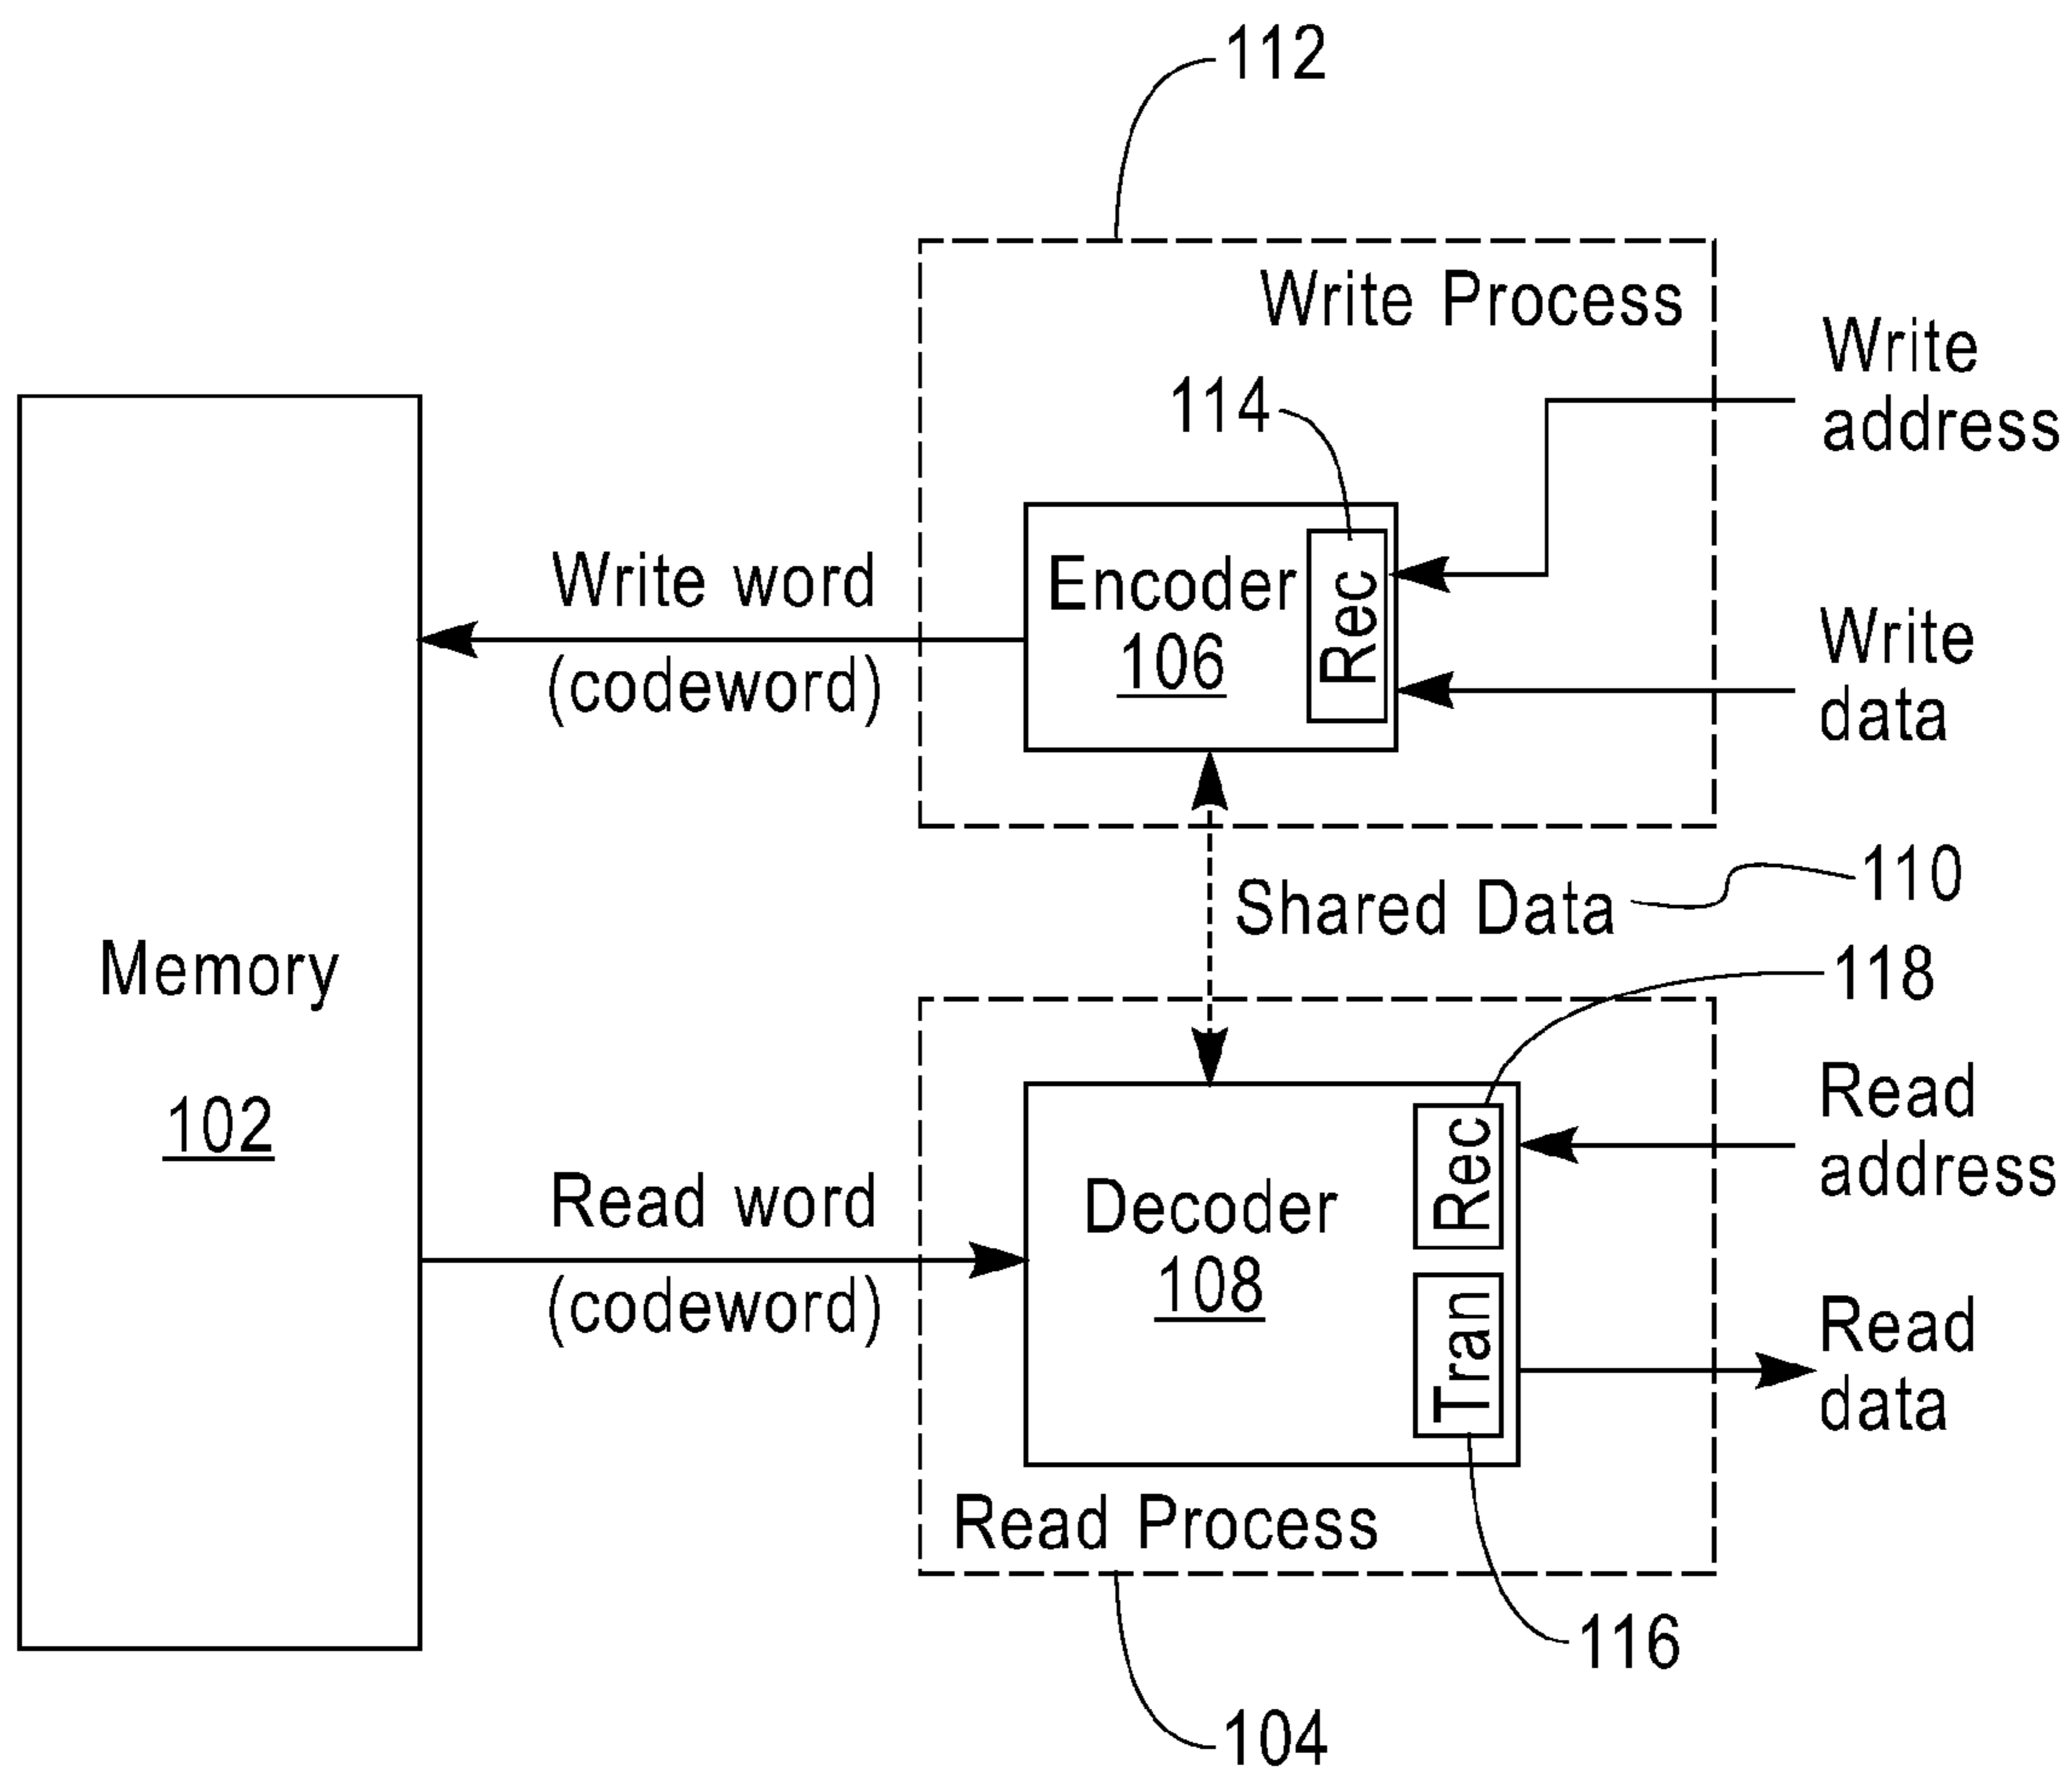 112
Write Process
Write
address
114
Encoder
106
Rec
Write word
(codeword)
Write
data
Shared Data
110
118
Memory
102
Read word
(codeword)
Decoder
108
Rec
Tran
Read
address
Read
data
Read Process
116
104